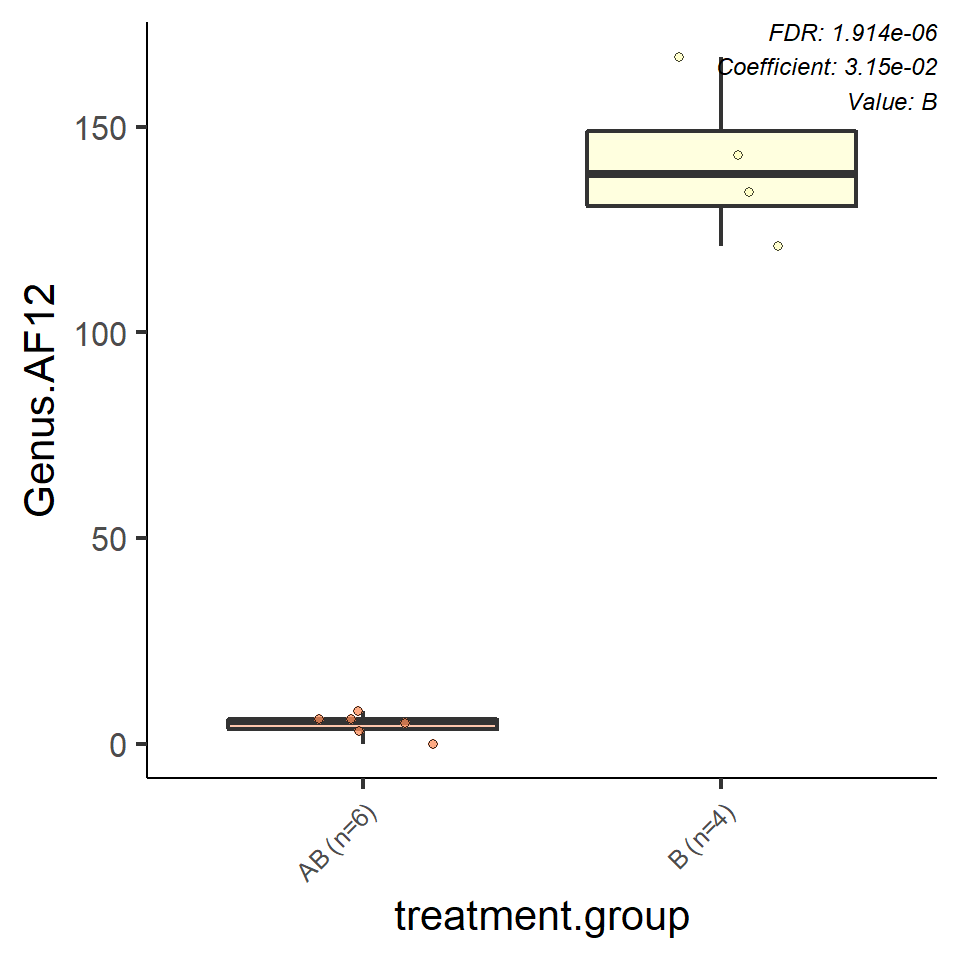 FDR: 1.914e-06
Coefficient: 3.15e-02
Value: B
150
100
50
0
Genus.AF12
AB (n=6)
B (n=4)
treatment.group